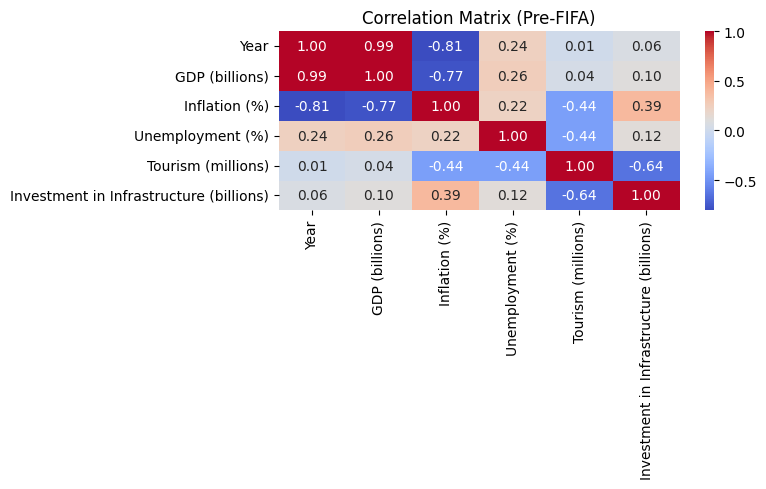 Correlation Matrix (Pre-FIFA)
Year 1.00 0.99 -0.81 0.24 0.01 0.06
GDP (billions) 0.99 1.00 -0.77 0.26 0.04 0.10
Inflation (%) -0.81 -0.77 1.00 0.22 -0.44 0.39
Unemployment (%) 0.24 0.26 0.22 1.00 -0.44 0.12
Tourism (millions) 0.01 0.04 -0.44 -0.44 1.00 -0.64
Investment in Infrastructure (billions) 0.06 0.10 0.39 0.12 -0.64 1.00
Year
GDP (billions)
Inflation (%)
Unemployment (%)
Tourism (millions)
Investment in Infrastructure (billions)
1.0
0.5
0.0
−0.5